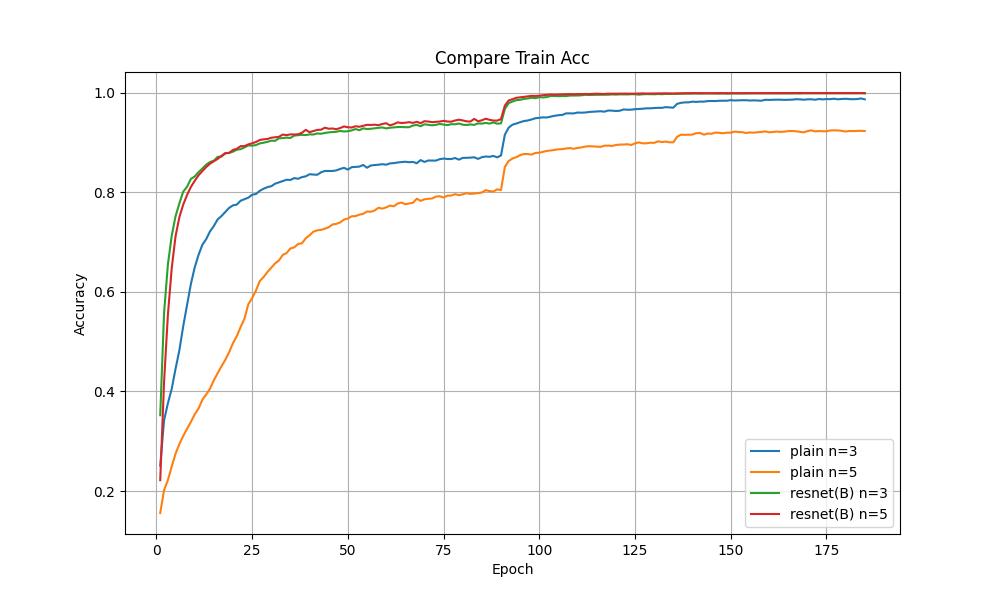 Compare Train Acc
Accuracy
1.0
0.8
0.6
0.4
0.2
0 25 50 75 100 125 150 175
Epoch
plain n=3
plain n=5
resnet(B) n=3
resnet(B) n=5